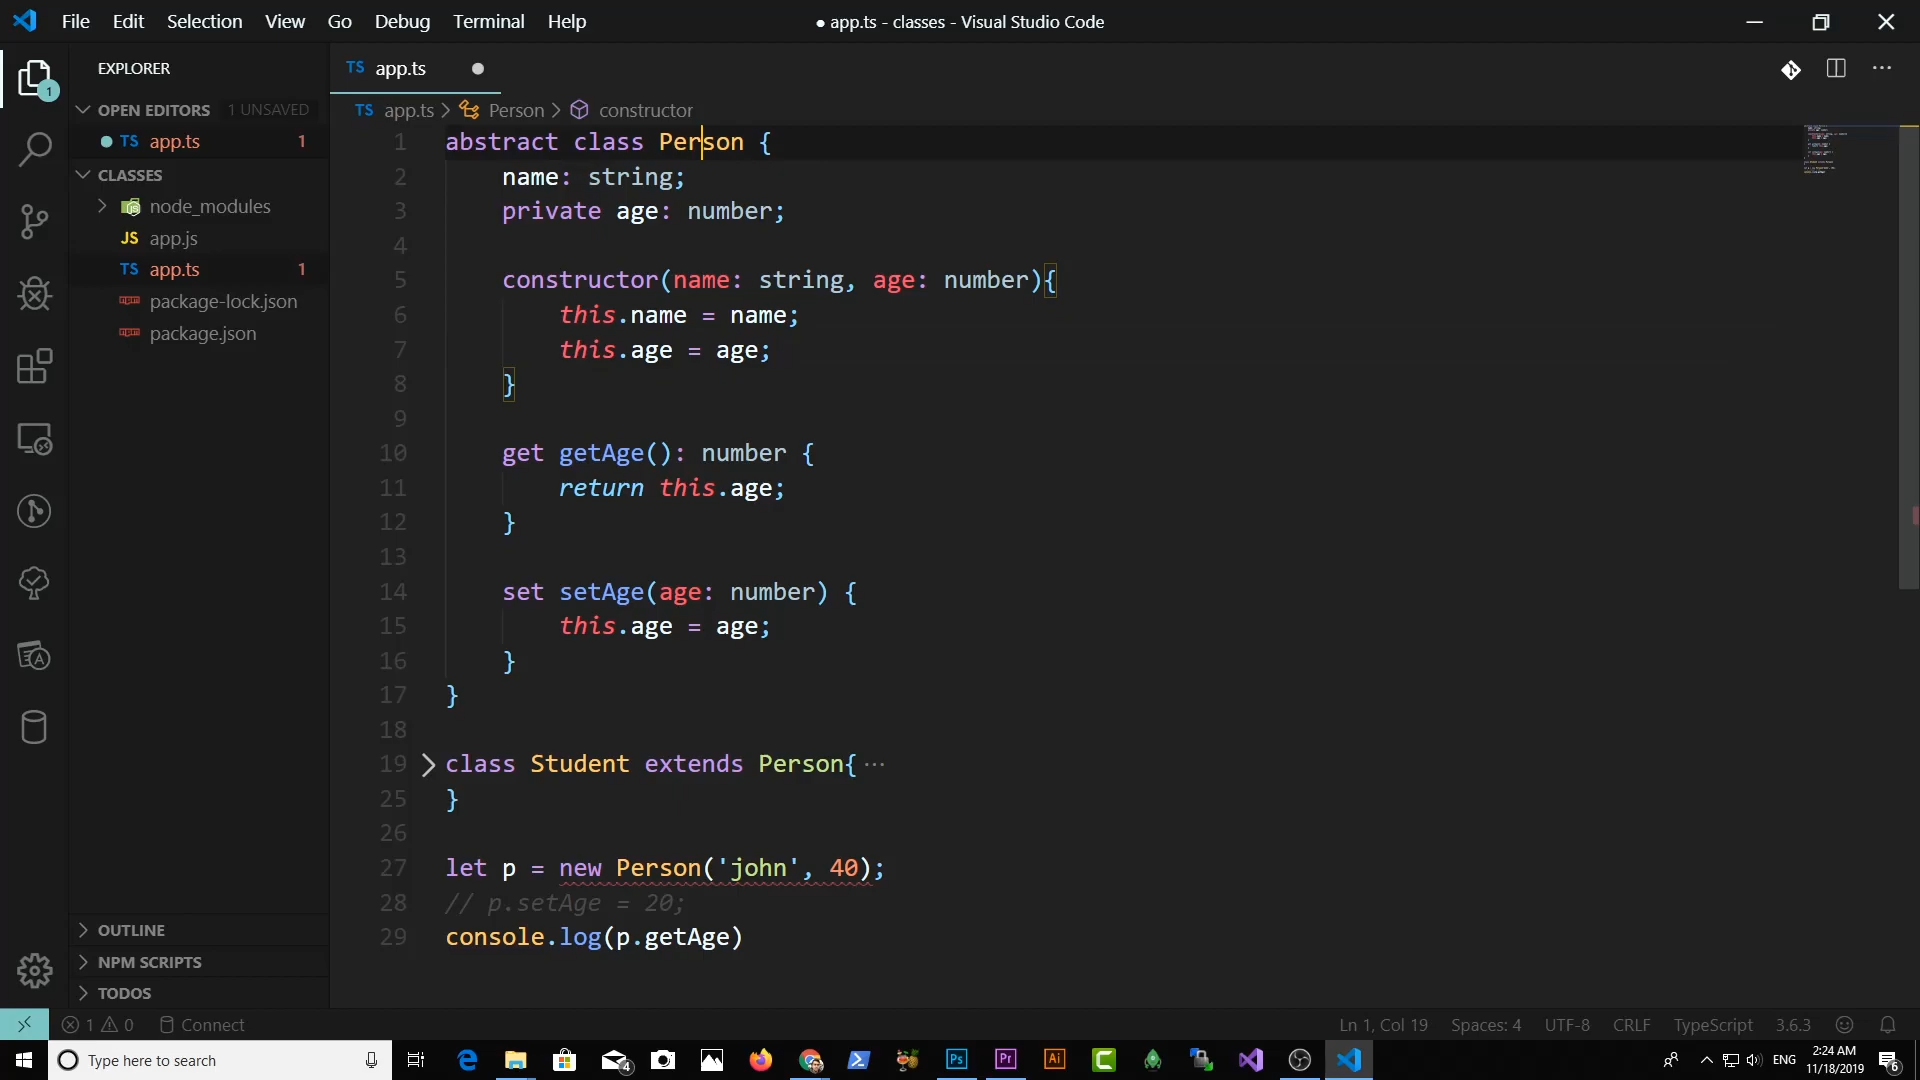 File Edit Selection View Go Debug Terminal Help
● app.ts - classes - Visual Studio Code
EXPLORER
OPEN EDITORS 1 UNSAVED
TS app.ts 1
CLASSES
node_modules
JS app.js
TS app.ts 1
package-lock.json
package.json
OUTLINE
NPM SCRIPTS
TODOS
1
TS app.ts
TS app.ts > Person > constructor
1 abstract class Person {
2 name: string;
3 private age: number;
4
5 constructor(name: string, age: number){
6 this.name = name;
7 this.age = age;
8 }
9
10 get getAge(): number {
11 return this.age;
12 }
13
14 set setAge(age: number) {
15 this.age = age;
16 }
17 }
18
19 class Student extends Person{ ···
25 }
26
27 let p = new Person('john', 40);
28 // p.setAge = 20;
29 console.log(p.getAge)
1 0 Connect
Ln 1, Col 19 Spaces: 4 UTF-8 CRLF TypeScript 3.6.3
Type here to search
4
Ps
Pr
Ai
ENG
2:24 AM
11/18/2019
6